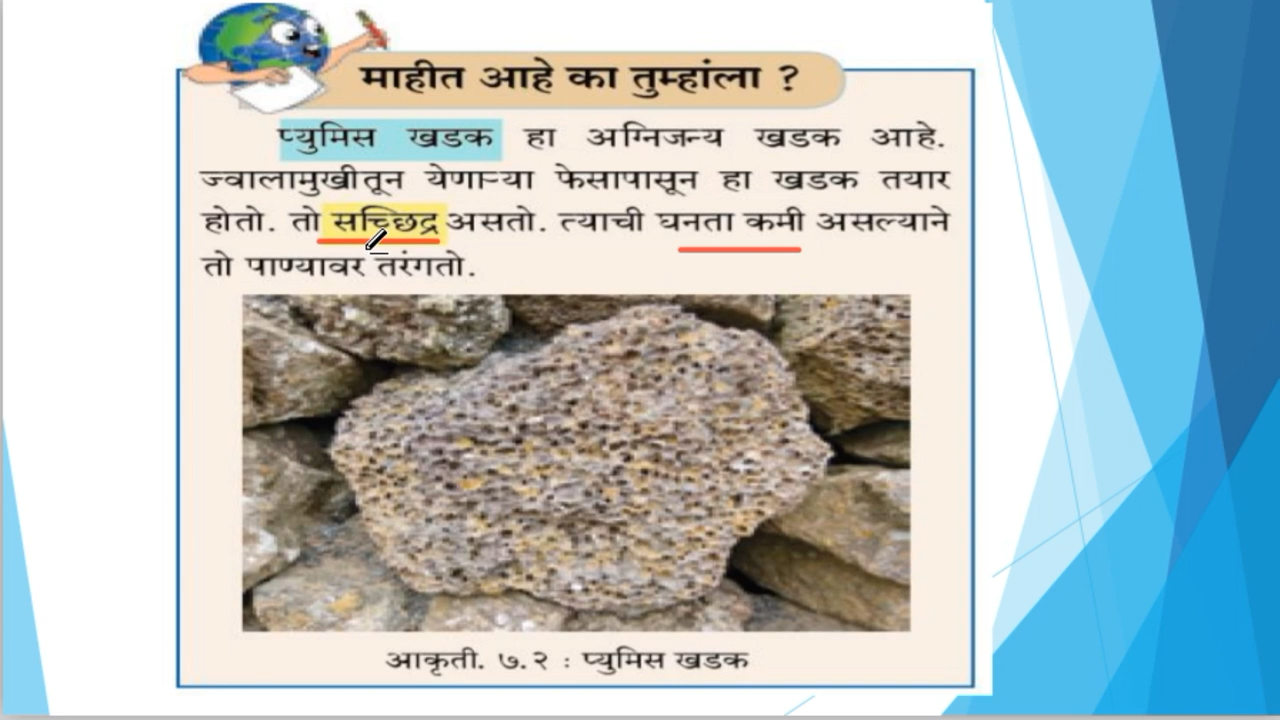 माहीत आहे का तुम्हांला ?
प्युमिस खडक हा अग्निजन्य खडक आहे.
ज्वालामुखीतून येणाऱ्या फेसापासून हा खडक तयार
होतो. तो सच्छिद्र असतो. त्याची घनता कमी असल्याने
तो पाण्यावर तरंगतो.
आकृती. ७.२ : प्युमिस खडक